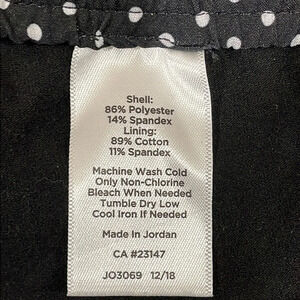 Shell:
86% Polyester
14% Spandex
Lining:
89% Cotton
11% Spandex
Machine Wash Cold
Only Non-Chlorine
Bleach When Needed
Tumble Dry Low
Cool Iron If Needed
Made In Jordan
CA #23147
JO3069 12/18